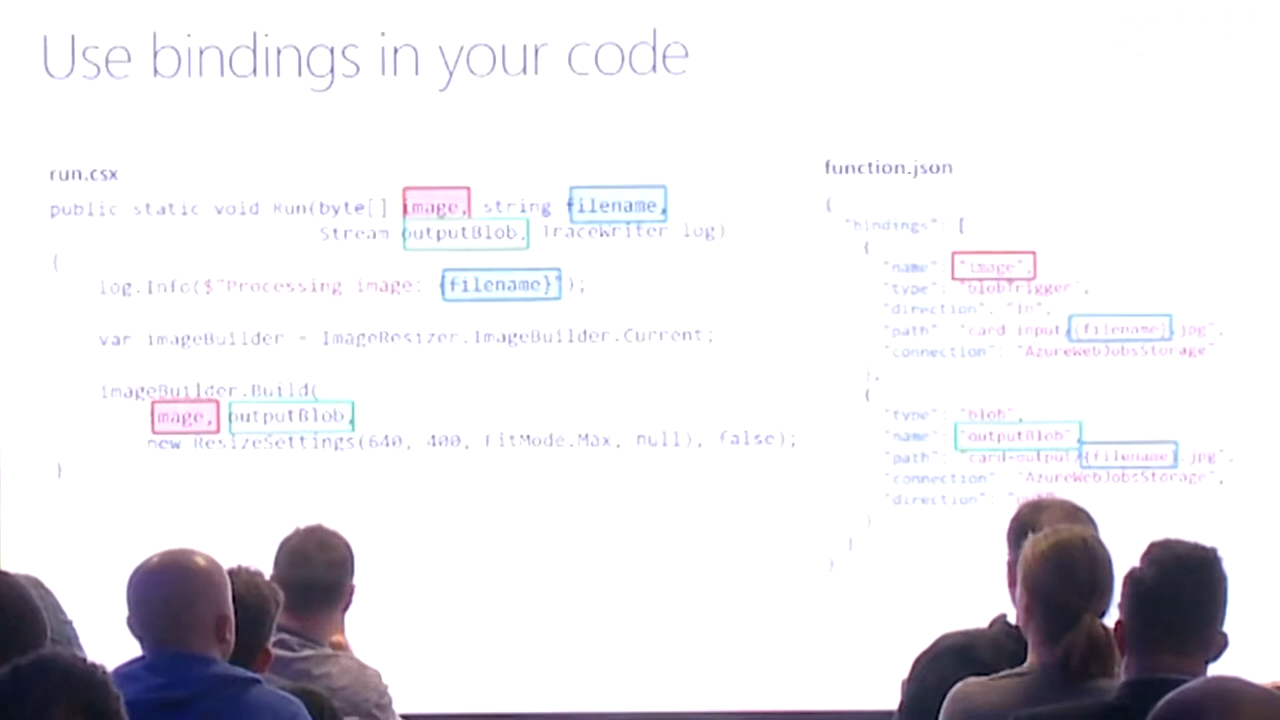 Use bindings in your code
run.csx
public static void Run(byte[] image, string filename,
Stream outputBlob, TraceWriter log)
{
log.Info($"Processing image: {filename}");
var imageBuilder = ImageResizer.ImageBuilder.Current;
imageBuilder.Build(
image, outputBlob,
new ResizeSettings(640, 400, FitMode.Max, null), false);
}
function.json
{
"bindings": [
{
"name": "image",
"type": "blobTrigger",
"direction": "in",
"path": "card-input/{filename}.jpg",
"connection": "AzureWebJobsStorage"
},
{
"type": "blob",
"name": "outputBlob",
"path": "card-output/{filename}.jpg",
"connection": "AzureWebJobsStorage",
"direction":
}
]
}